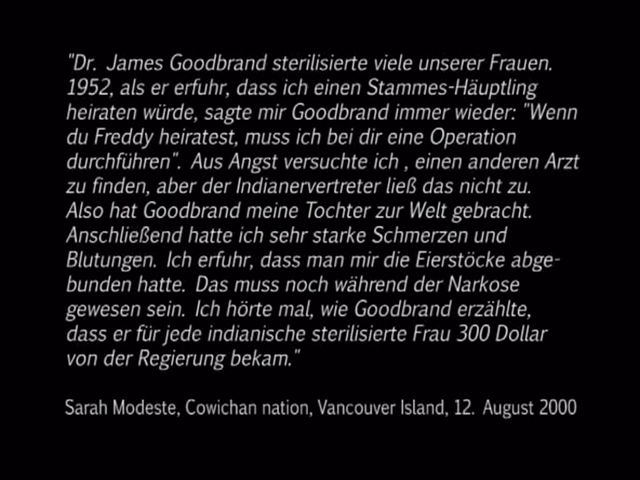 "Dr. James Goodbrand sterilisierte viele unserer Frauen.
1952, als er erfuhr, dass ich einen Stammes-Häuptling
heiraten würde, sagte mir Goodbrand immer wieder: "Wenn
du Freddy heiratest, muss ich bei dir eine Operation
durchführen". Aus Angst versuchte ich , einen anderen Arzt
zu finden, aber der Indianervertreter ließ das nicht zu.
Also hat Goodbrand meine Tochter zur Welt gebracht.
Anschließend hatte ich sehr starke Schmerzen und
Blutungen. Ich erfuhr, dass man mir die Eierstöcke abge-
bunden hatte. Das muss noch während der Narkose
gewesen sein. Ich hörte mal, wie Goodbrand erzählte,
dass er für jede indianische sterilisierte Frau 300 Dollar
von der Regierung bekam."
Sarah Modeste, Cowichan nation, Vancouver Island, 12. August 2000